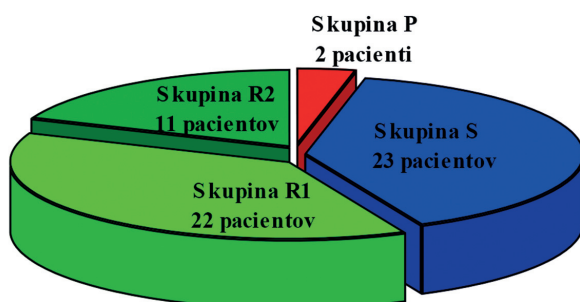 Skupina P
2 pacienti
Skupina R2
11 pacientov
Skupina S
23 pacientov
Skupina R1
22 pacientov